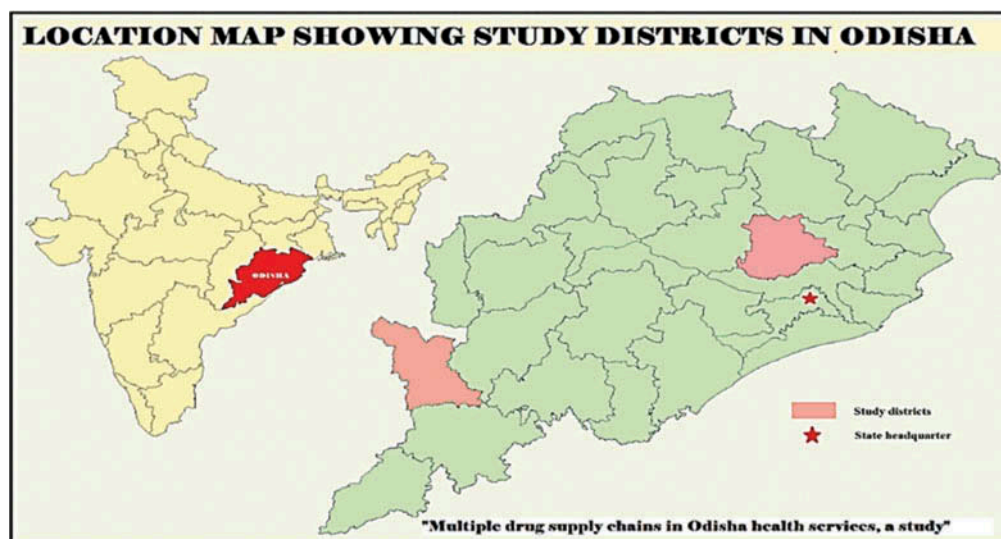 LOCATION MAP SHOWING STUDY DISTRICTS IN ODISHA
ODISHA
Study districts
State headquarter
"Multiple drug supply chains in Odisha health services, a study"